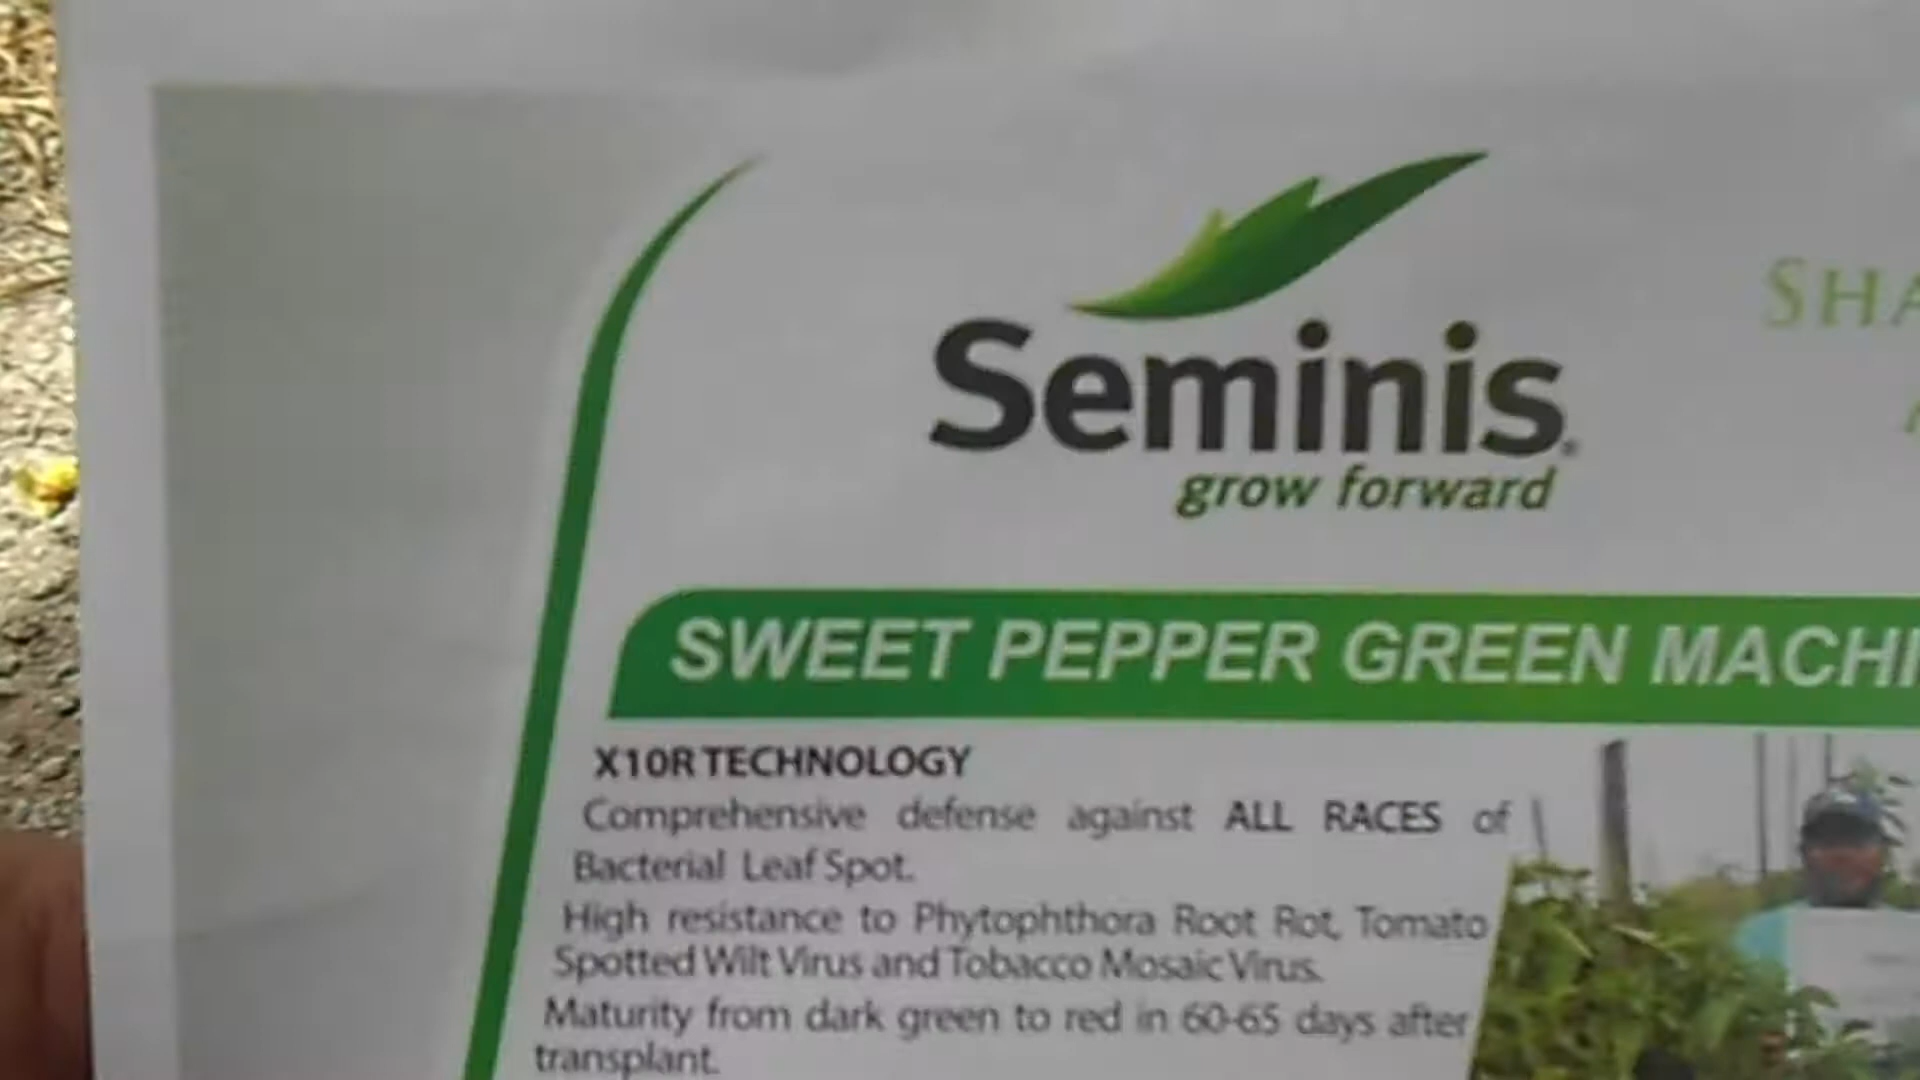 Seminis
grow forward
SHA
SWEET PEPPER GREEN MACHI
X10R TECHNOLOGY
Comprehensive defense against ALL RACES of
Bacterial Leaf Spot.
High resistance to Phytophthora Root Rot, Tomato
Spotted Wilt Virus and Tobacco Mosaic Virus.
Maturity from dark green to red in 60-65 days after
transplant.